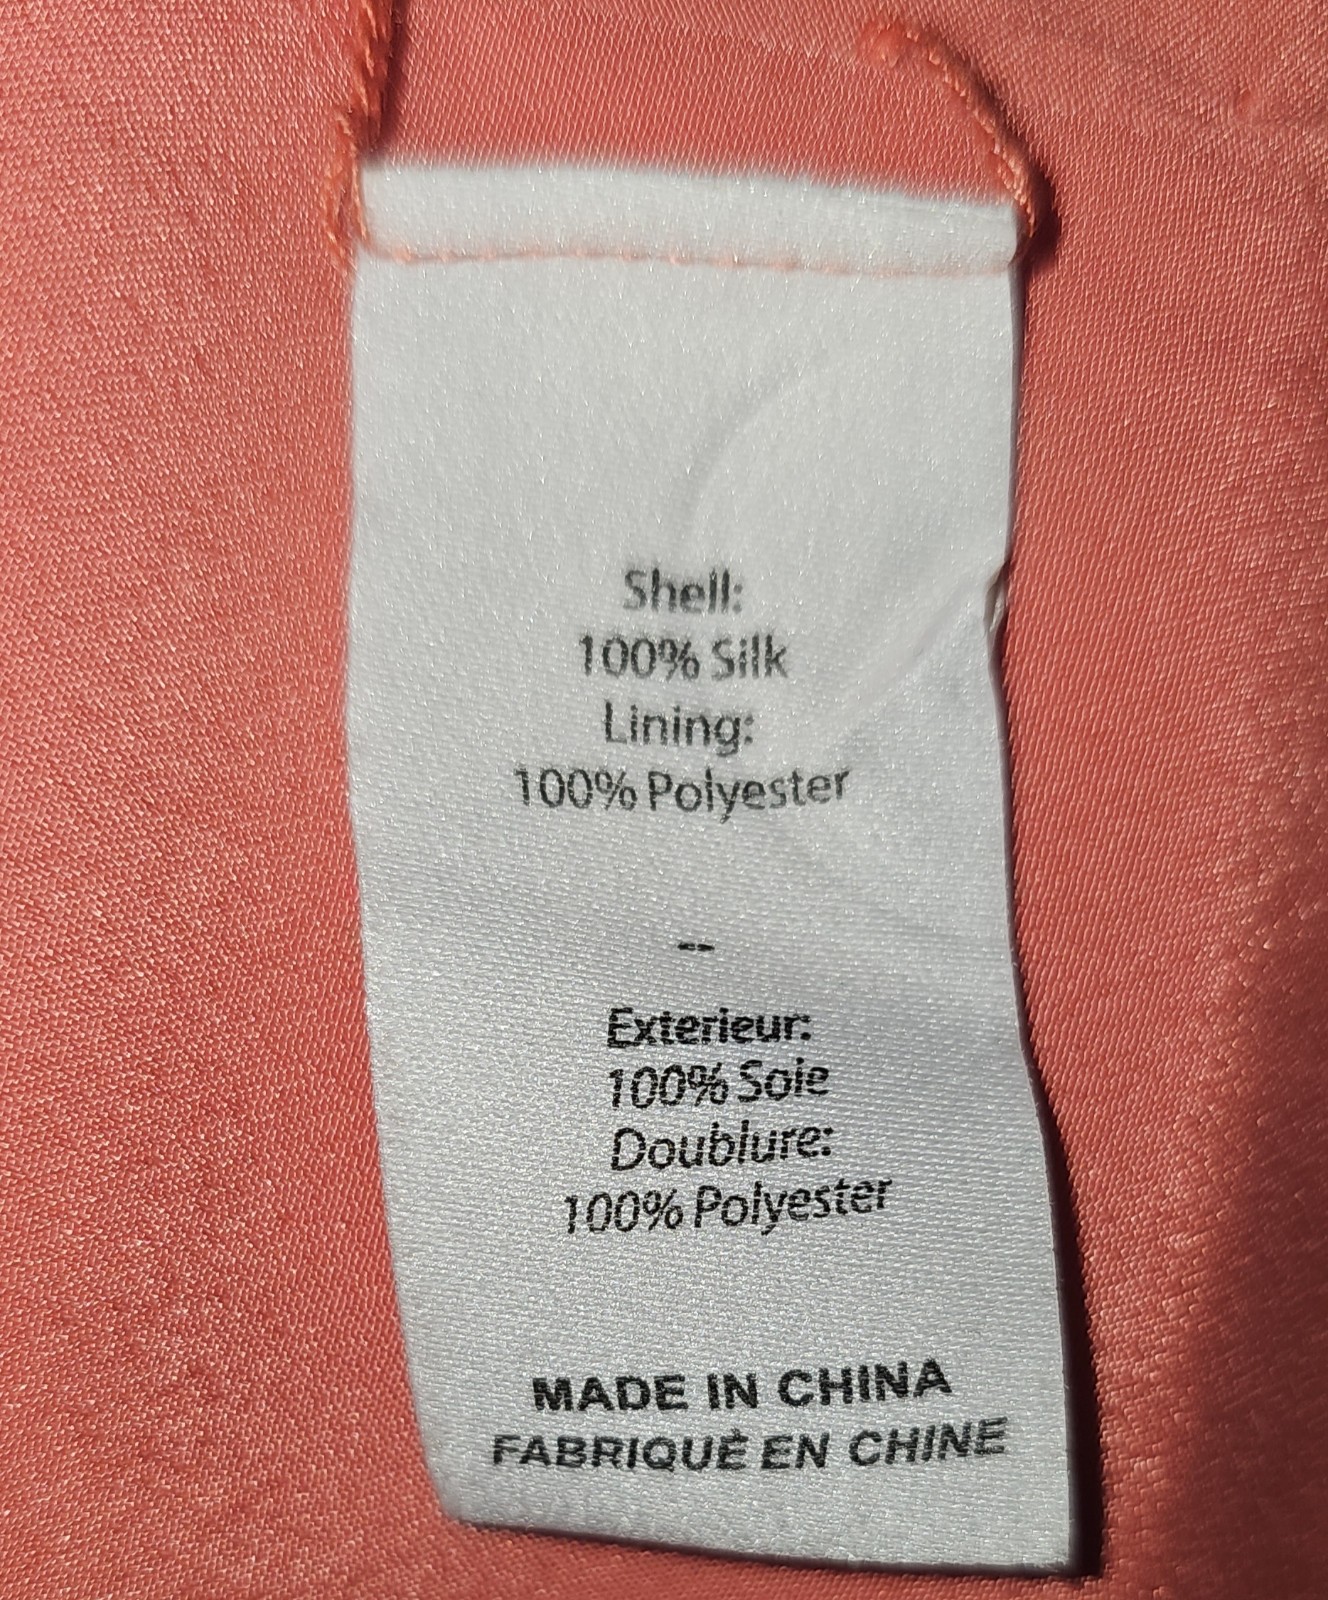 Shell:
100% Silk
Lining:
100% Polyester
--
Exterieur:
100% Soie
Doublure:
100% Polyester
MADE IN CHINA
FABRIQUÉ EN CHINE